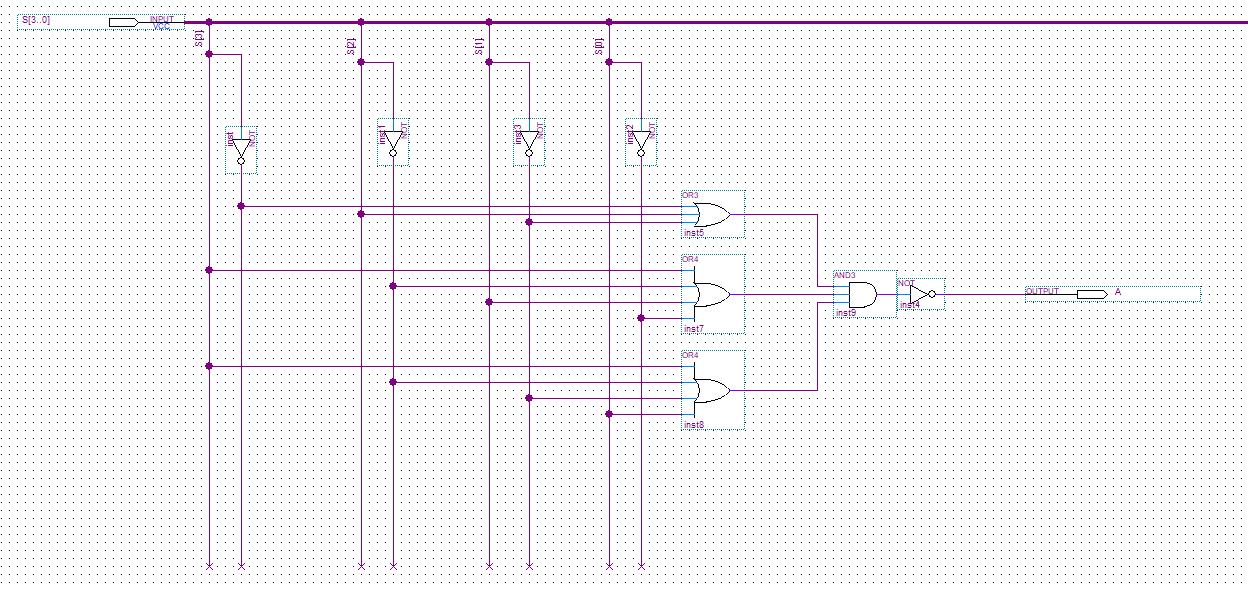 S[3..0]
INPUT
VCC
S[3]
S[2]
S[1]
S[0]
inst
NOT
inst1
NOT
inst3
NOT
inst2
NOT
OR3
inst5
OR4
inst7
AND3
inst9
NOT
inst4
OUTPUT
A
OR4
inst8